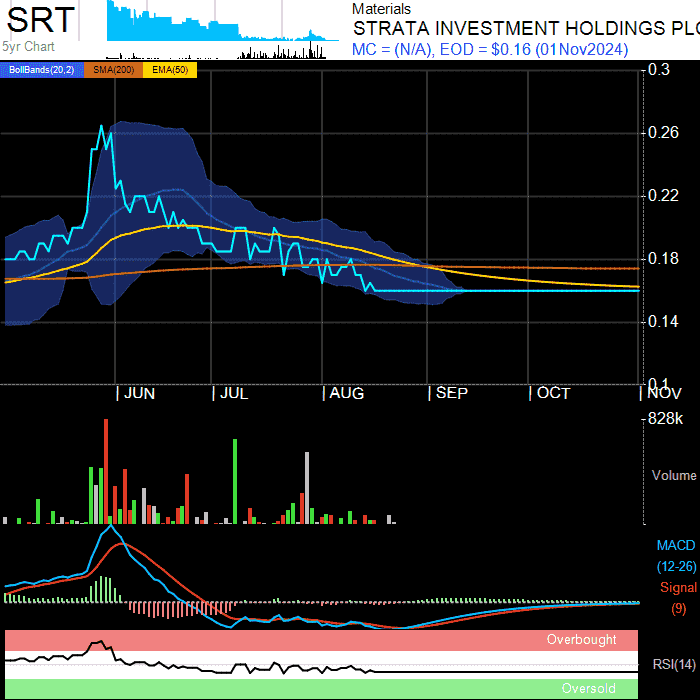 SRT
5yr Chart
Materials
STRATA INVESTMENT HOLDINGS PLC
MC = (N/A), EOD = $0.16 (01Nov2024)
BollBands(20,2) SMA(200) EMA(50)
0.3
0.26
0.22
0.18
0.14
0.1
JUN JUL AUG SEP OCT NOV
828k
Volume
MACD
(12-26)
Signal
(9)
Overbought
RSI(14)
Oversold